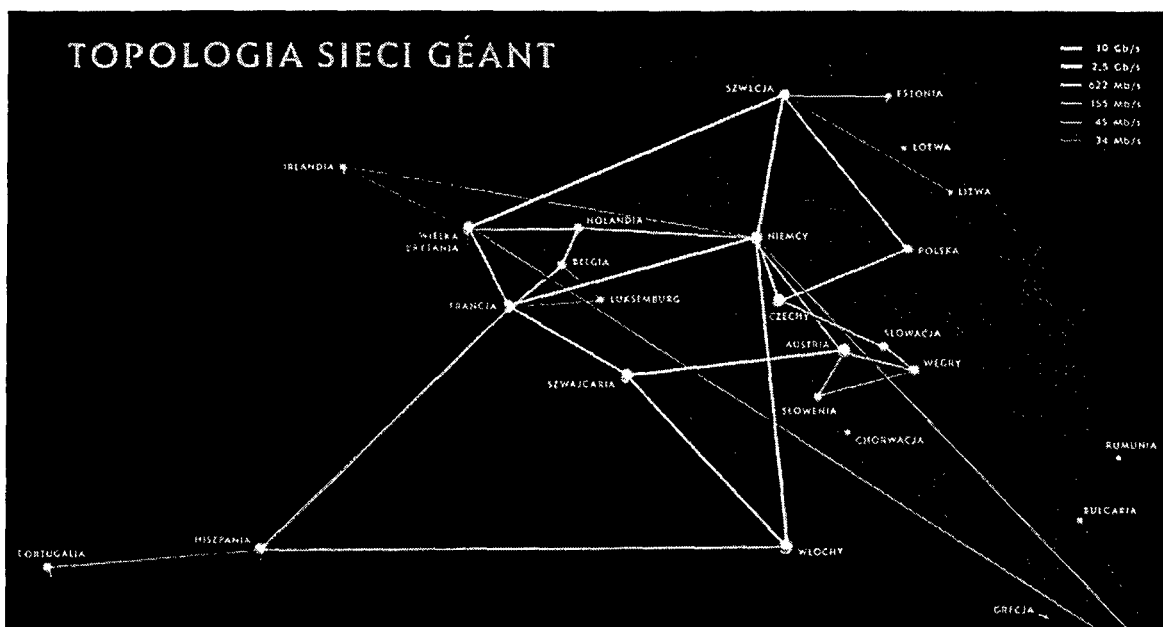 TOPOLOGIA SIECI GÉANT
10 Gb/s
2,5 Gb/s
622 Mb/s
155 Mb/s
45 Mb/s
34 Mb/s
SZWECJA
ESTONIA
ŁOTWA
IRLANDIA
LITWA
HOLANDIA
WIELKA
BRYTANIA
NIEMCY
POLSKA
BELGIA
FRANCJA
LUKSEMBURG
CZECHY
SŁOWACJA
AUSTRIA
WĘGRY
SZWAJCARIA
SŁOWENIA
CHORWACJA
RUMUNIA
BUŁGARIA
HISZPANIA
PORTUGALIA
WŁOCHY
GRECJA